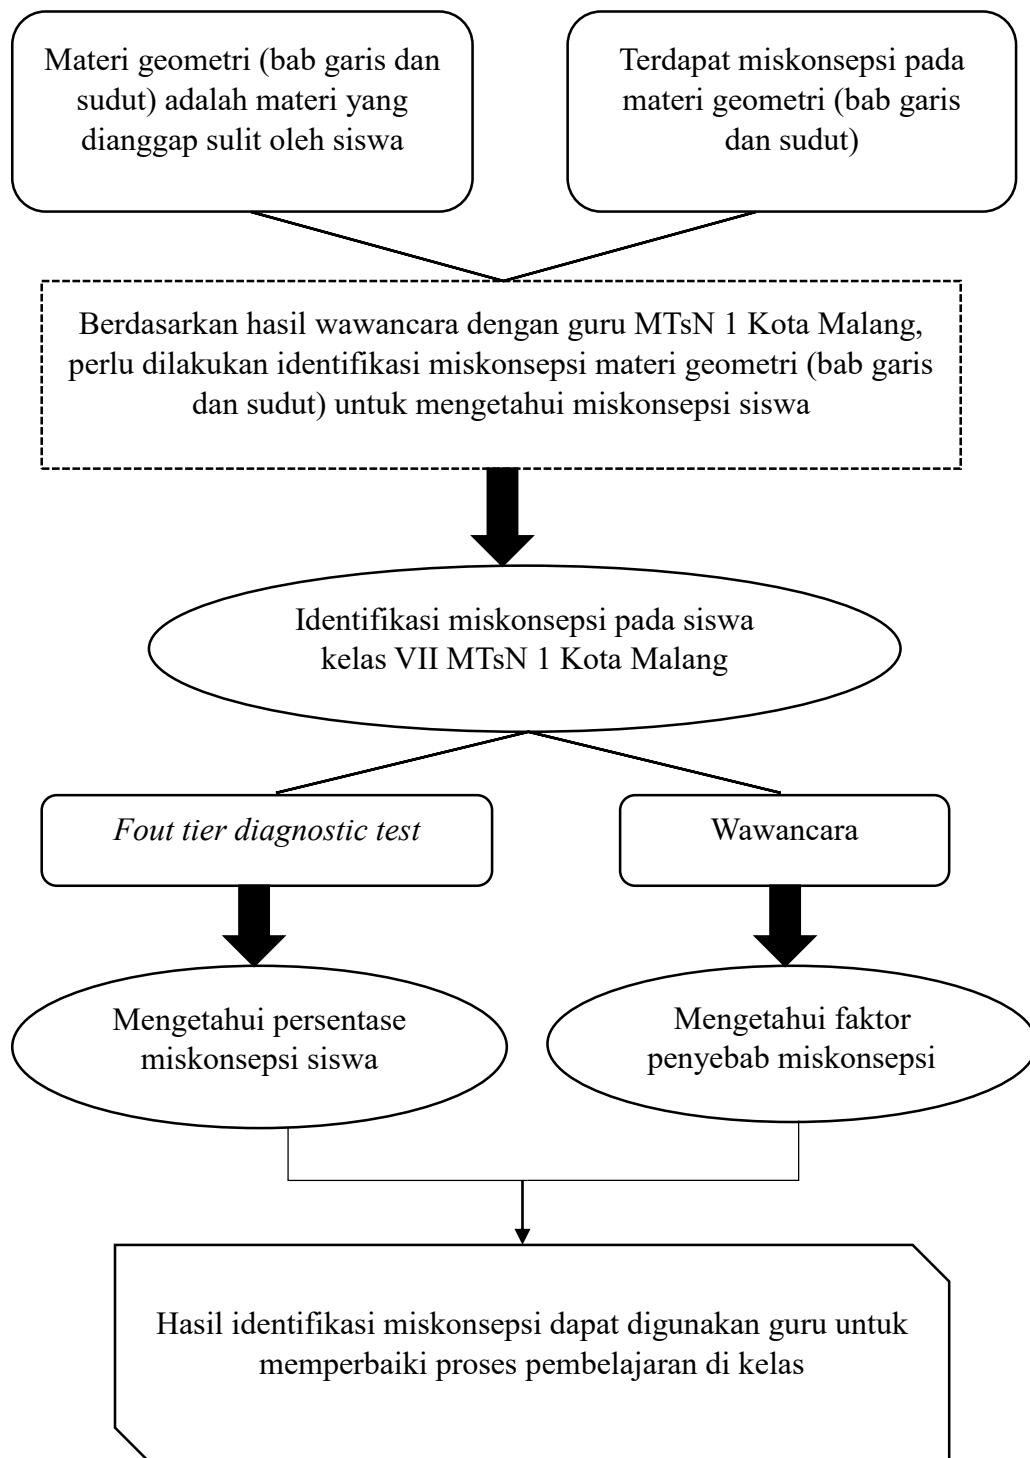 Materi geometri (bab garis dan
sudut) adalah materi yang
dianggap sulit oleh siswa
Terdapat miskonsepsi pada
materi geometri (bab garis
dan sudut)
Berdasarkan hasil wawancara dengan guru MTsN 1 Kota Malang,
perlu dilakukan identifikasi miskonsepsi materi geometri (bab garis
dan sudut) untuk mengetahui miskonsepsi siswa
Identifikasi miskonsepsi pada siswa
kelas VII MTsN 1 Kota Malang
Fout tier diagnostic test
Wawancara
Mengetahui persentase
miskonsepsi siswa
Mengetahui faktor
penyebab miskonsepsi
Hasil identifikasi miskonsepsi dapat digunakan guru untuk
memperbaiki proses pembelajaran di kelas